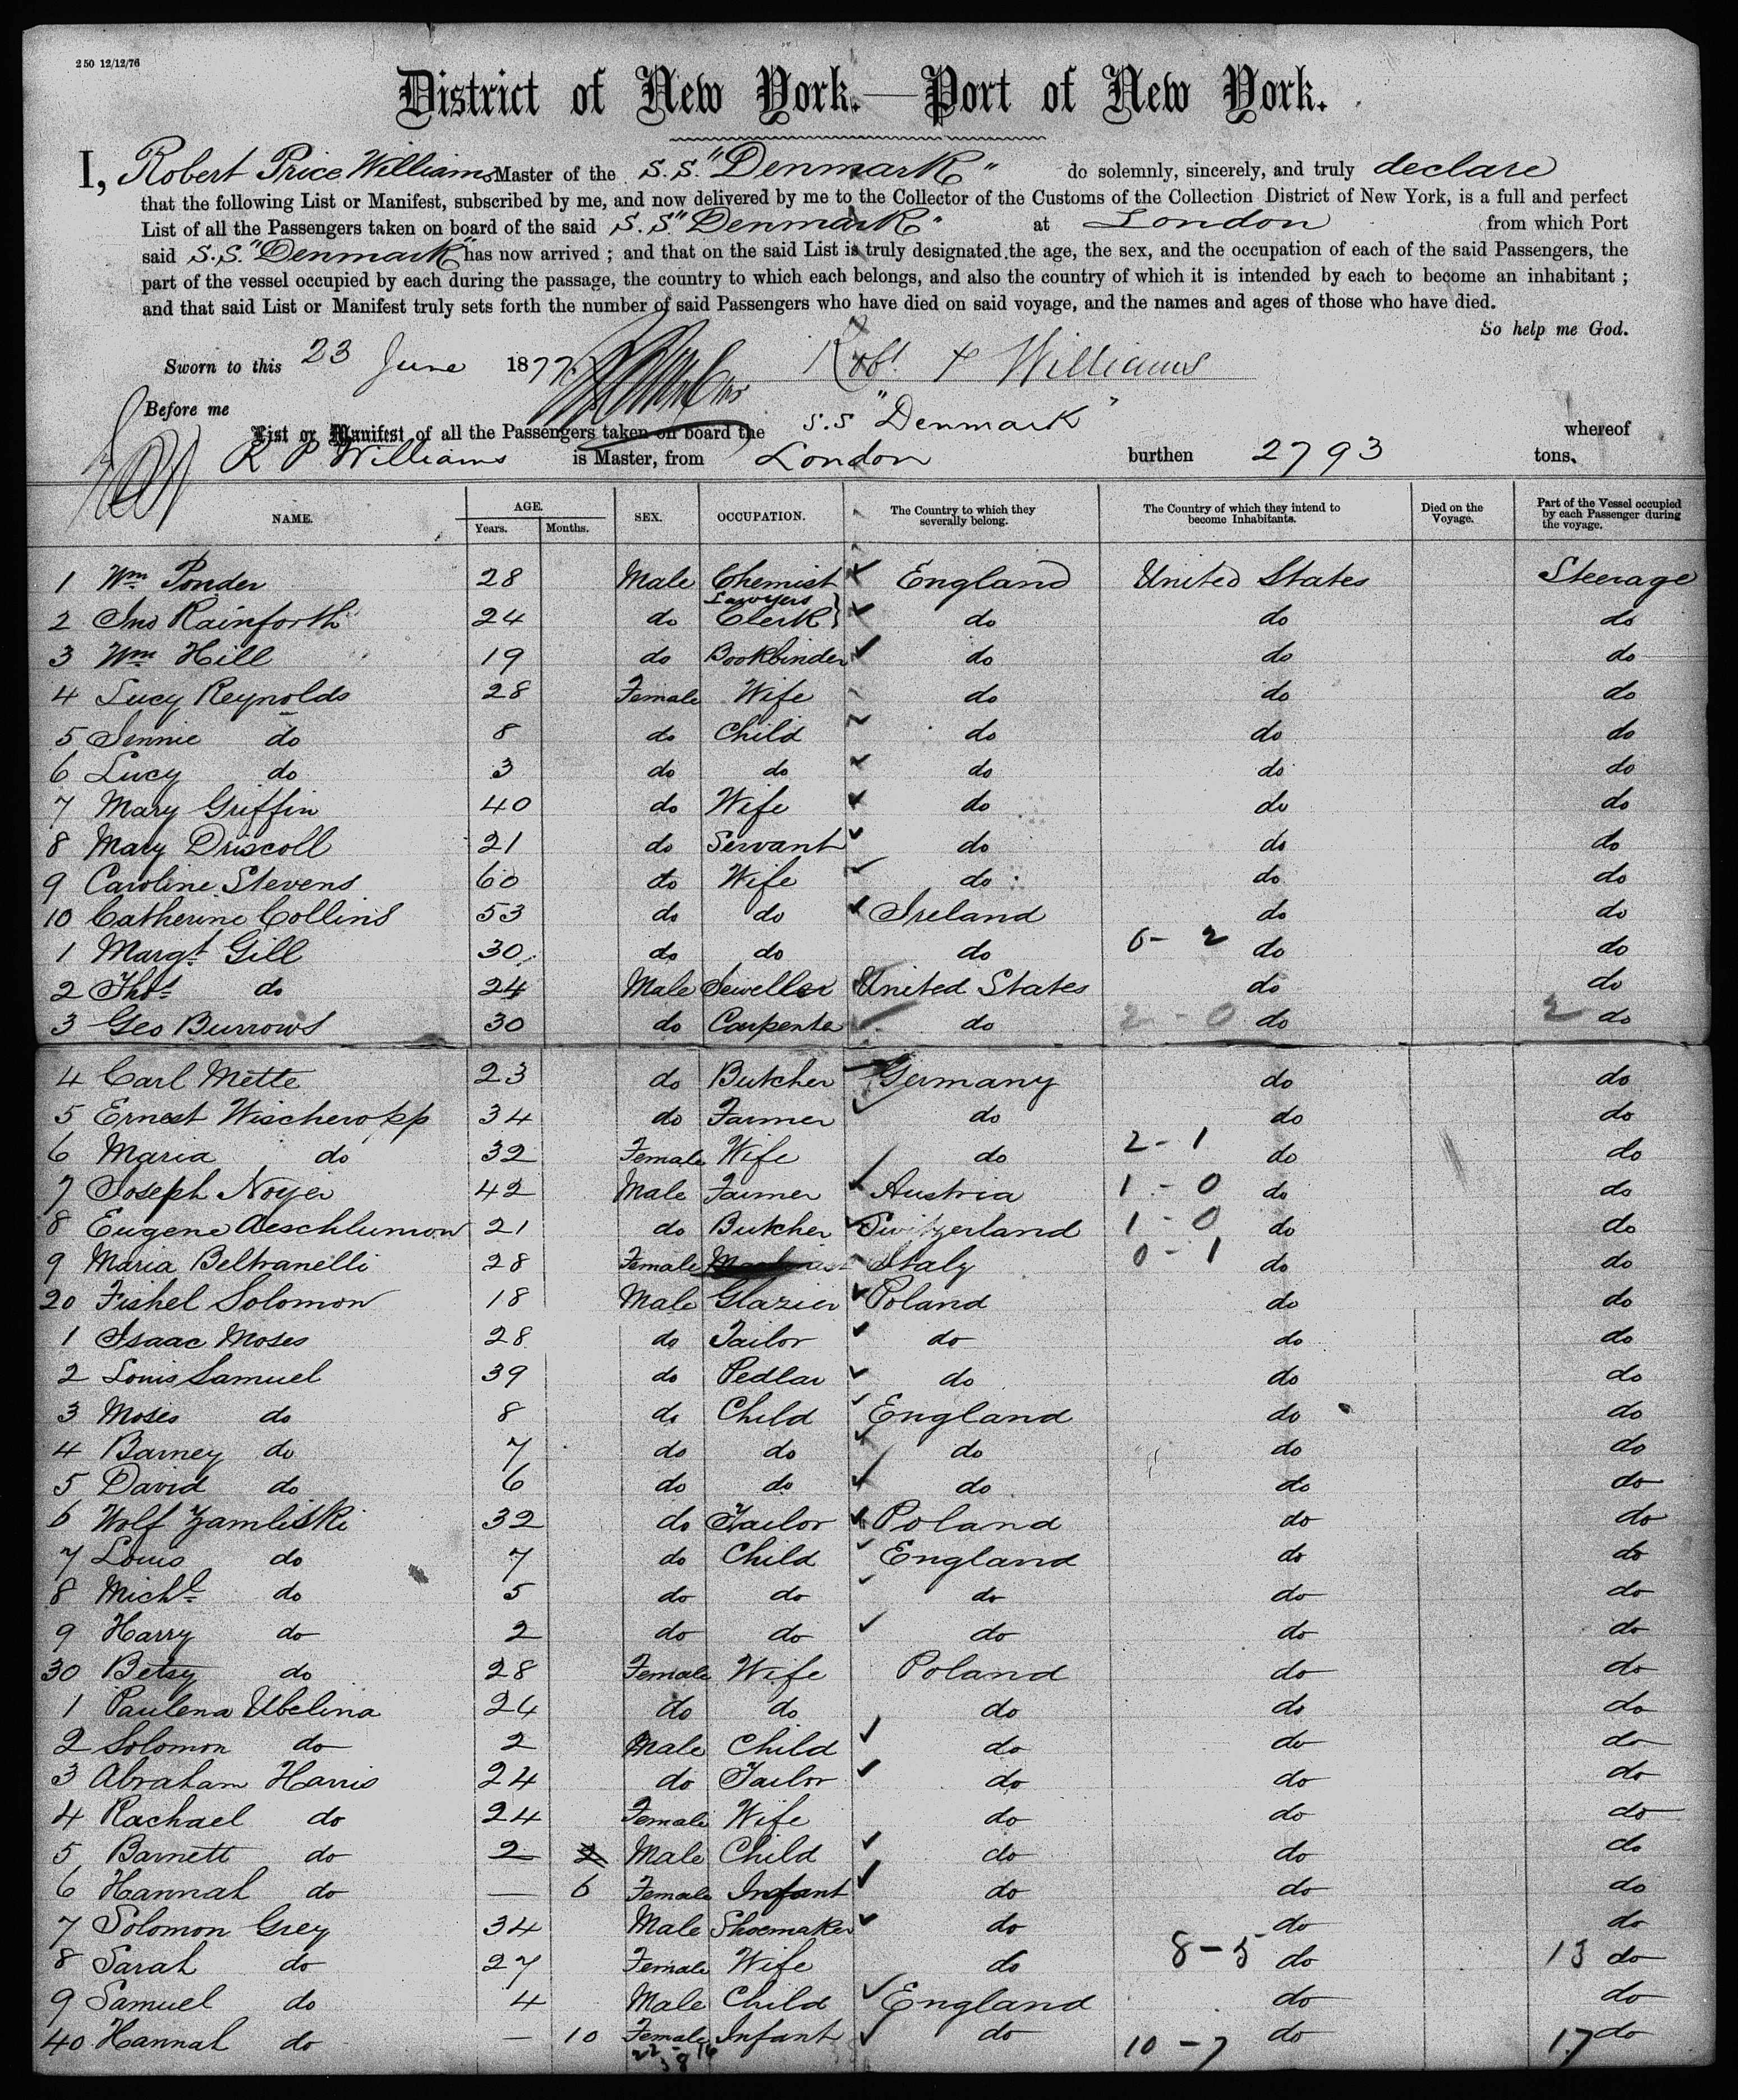 250 12/12/76
District of New York.—Port of New York.
I, Robert Price Williams Master of the S.S. "Denmark" do solemnly, sincerely, and truly declare
that the following List or Manifest, subscribed by me, and now delivered by me to the Collector of the Customs of the Collection District of New York, is a full and perfect
List of all the Passengers taken on board of the said S.S. "Denmark" at London from which Port
said S.S. "Denmark" has now arrived ; and that on the said List is truly designated the age, the sex, and the occupation of each of the said Passengers, the
part of the vessel occupied by each during the passage, the country to which each belongs, and also the country of which it is intended by each to become an inhabitant ;
and that said List or Manifest truly sets forth the number of said Passengers who have died on said voyage, and the names and ages of those who have died.
So help me God.
Sworn to this 23 June 1877 Robt Williams
Before me
List or Manifest of all the Passengers taken on board the S.S "Denmark" whereof
R P Williams is Master, from London burthen 2793 tons.
NAME. AGE. Years. Months. SEX. OCCUPATION. The Country to which they severally belong. The Country of which they intend to become Inhabitants. Died on the Voyage. Part of the Vessel occupied by each Passenger during the voyage.
1 Wm Ponder 28 Male Chemist England United States Steerage
2 Jno Rainforth 24 do Lawyers Clerk } do do do
3 Wm Hill 19 do Bookbinder do do do
4 Lucy Reynolds 28 Female Wife do do do
5 Jennie do 8 do Child do do do
6 Lucy do 3 do do do do do
7 Mary Griffin 40 do Wife do do do
8 Mary Driscoll 21 do Servant do do do
9 Caroline Stevens 60 do Wife do do do
10 Catherine Collins 53 do do Ireland do do
1 Margt Gill 30 do do do 6-2 do do
2 Thos do 24 Male Jeweller United States do do
3 Geo Burrows 30 do Carpenter do 2-0 do 2 do
4 Carl Mette 23 do Butcher Germany do do
5 Ernest Wischeropp 34 do Farmer do do do
6 Maria do 32 Female Wife do 2-1 do do
7 Joseph Noyer 42 Male Farmer Austria 1-0 do do
8 Eugene Aeschlumow 21 do Butcher Switzerland 1-0 do do
9 Maria Beltranelli 28 Female Italy 0-1 do do
20 Fishel Solomon 18 Male Glazier Poland do do
1 Isaac Moses 28 do Tailor do do do
2 Louis Samuel 39 do Pedlar do do do
3 Moses do 8 do Child England do do
4 Barney do 7 do do do do do
5 David do 6 do do do do do
6 Wolf Zamliski 32 do Tailor Poland do do
7 Louis do 7 do Child England do do
8 Michl do 5 do do do do do
9 Harry do 2 do do do do do
30 Betsy do 28 Female Wife Poland do do
1 Paulena Ubelina 24 do do do do do
2 Solomon do 2 Male Child do do do
3 Abraham Harris 24 do Tailor do do do
4 Rachael do 24 Female Wife do do do
5 Barnett do 2 Male Child do do do
6 Hannah do — 6 Female Infant do do do
7 Solomon Grey 34 Male Shoemaker do do do
8 Sarah do 27 Female Wife do 8-5 do 13 do
9 Samuel do 4 Male Child England do do
40 Hannah do — 10 Female Infant do 10-7 do 17 do